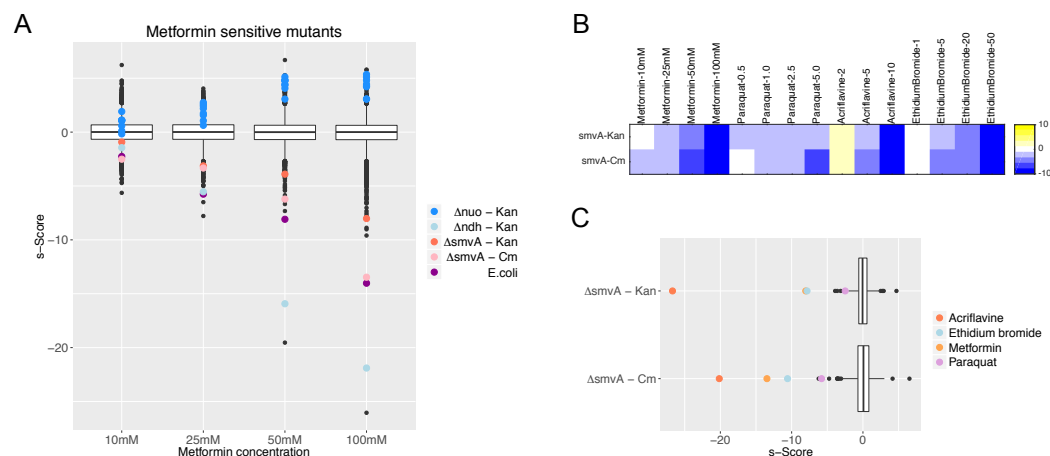 A
Metformin sensitive mutants
s-Score
0
−10
−20
10mM
25mM
50mM
100mM
Metformin concentration
Δnuo − Kan
Δndh − Kan
ΔsmvA − Kan
ΔsmvA − Cm
E.coli
B
Metformin-10mM
Metformin-25mM
Metformin-50mM
Metformin-100mM
Paraquat-0.5
Paraquat-1.0
Paraquat-2.5
Paraquat-5.0
Acriflavine-2
Acriflavine-5
Acriflavine-10
EthidiumBromide-1
EthidiumBromide-5
EthidiumBromide-20
EthidiumBromide-50
smvA-Kan
smvA-Cm
10
0
-10
C
ΔsmvA − Kan
ΔsmvA − Cm
−20
−10
0
s-Score
Acriflavine
Ethidium bromide
Metformin
Paraquat